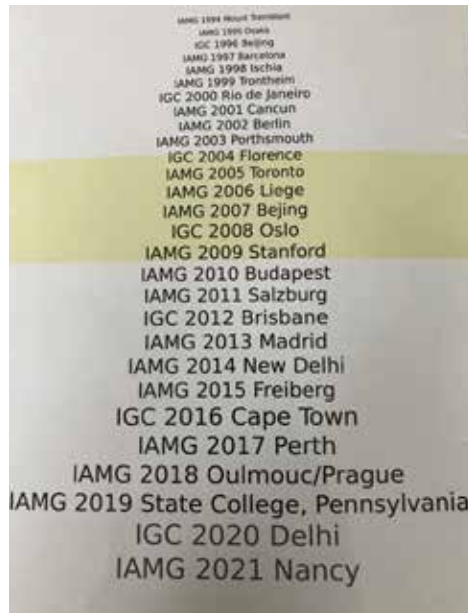 IAMG 1994 Mount Tremblant
IAMG 1995 Osaka
IGC 1996 Beijing
IAMG 1997 Barcelona
IAMG 1998 Ischia
IAMG 1999 Trontheim
IGC 2000 Rio de Janeiro
IAMG 2001 Cancun
IAMG 2002 Berlin
IAMG 2003 Porthsmouth
IGC 2004 Florence
IAMG 2005 Toronto
IAMG 2006 Liege
IAMG 2007 Bejing
IGC 2008 Oslo
IAMG 2009 Stanford
IAMG 2010 Budapest
IAMG 2011 Salzburg
IGC 2012 Brisbane
IAMG 2013 Madrid
IAMG 2014 New Delhi
IAMG 2015 Freiberg
IGC 2016 Cape Town
IAMG 2017 Perth
IAMG 2018 Oulmouc/Prague
IAMG 2019 State College, Pennsylvania
IGC 2020 Delhi
IAMG 2021 Nancy